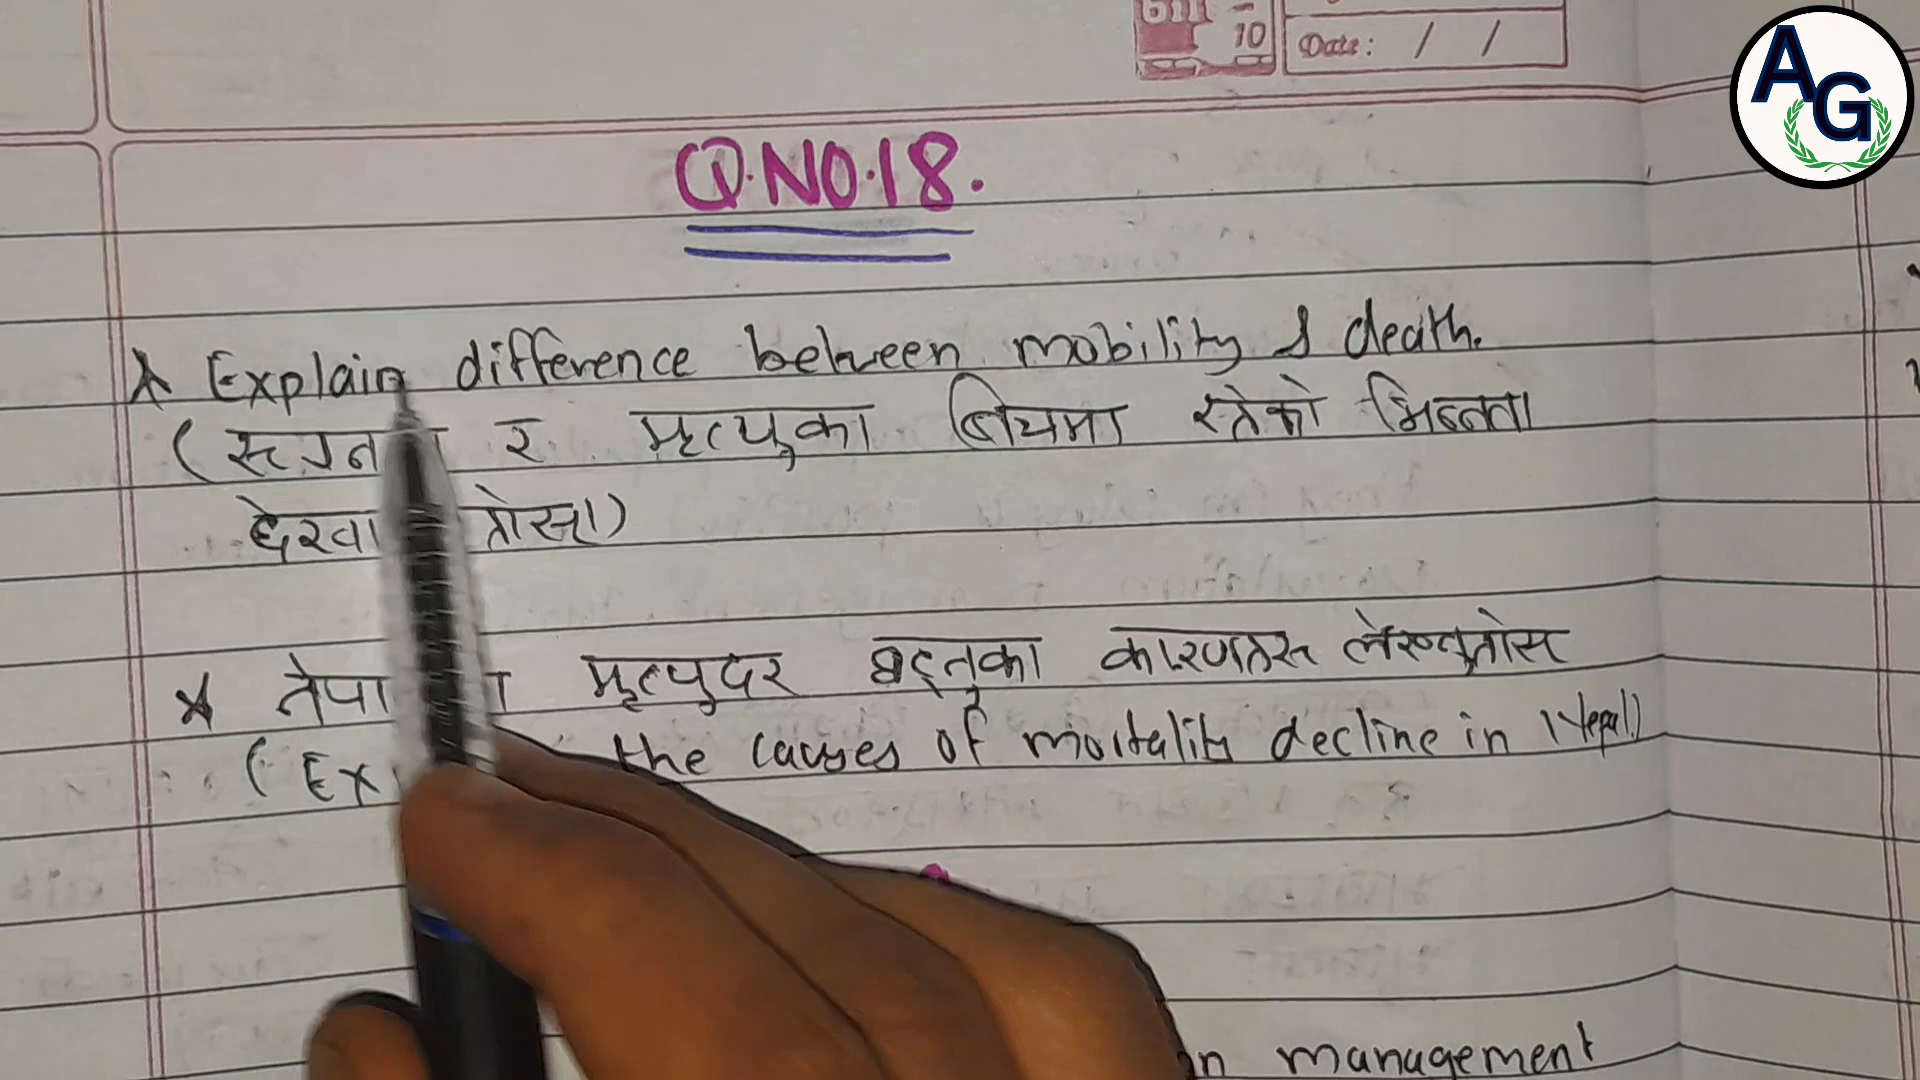 10
Date: / /
AG
Q.NO.18.
Explain difference between mobility & death.
( र मृत्युका बिचमा रहेको भिन्नता
मृत्युदर घट्नुका कारणहरू लेख्नुहोस
(Ex the causes of mortality decline in Nepal.)
management